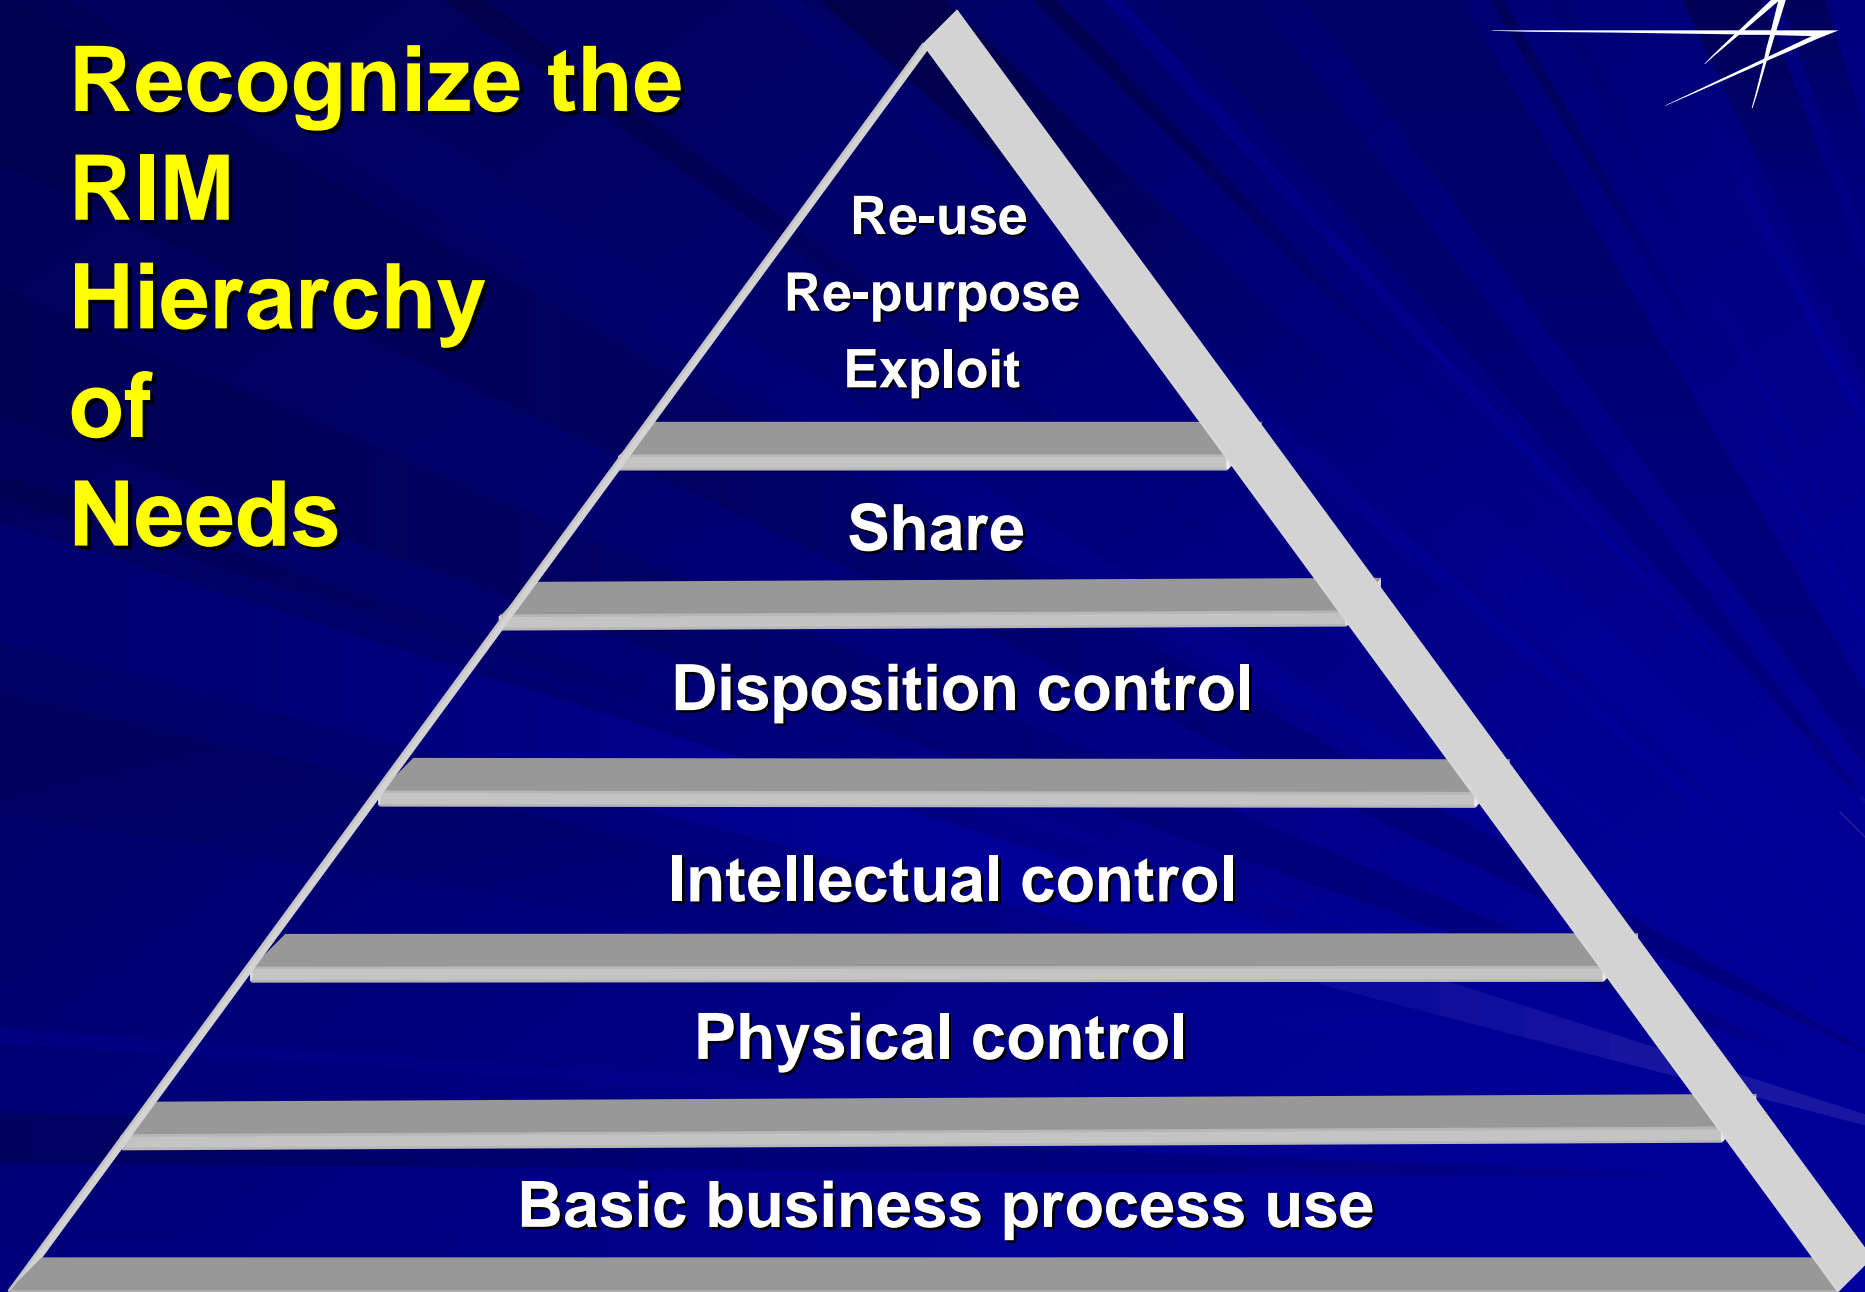 Recognize the
RIM
Hierarchy
of
Needs
Re-use
Re-purpose
Exploit
Share
Disposition control
Intellectual control
Physical control
Basic business process use